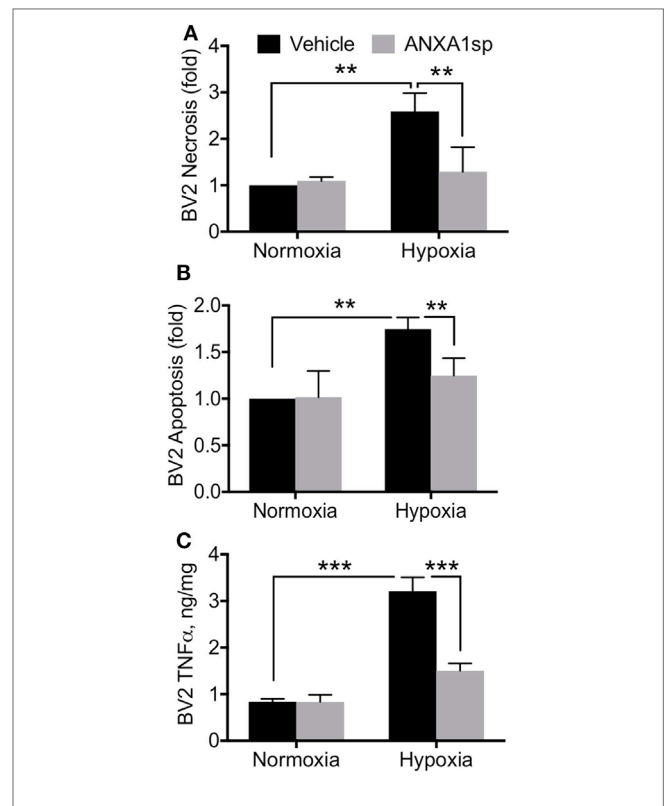 A
Vehicle ANXA1sp
BV2 Necrosis (fold)
4
3
2
1
0
** **
Normoxia Hypoxia
B
BV2 Apoptosis (fold)
2.0
1.5
1.0
0.5
0.0
** **
Normoxia Hypoxia
C
BV2 TNFα, ng/mg
4
3
2
1
0
*** ***
Normoxia Hypoxia